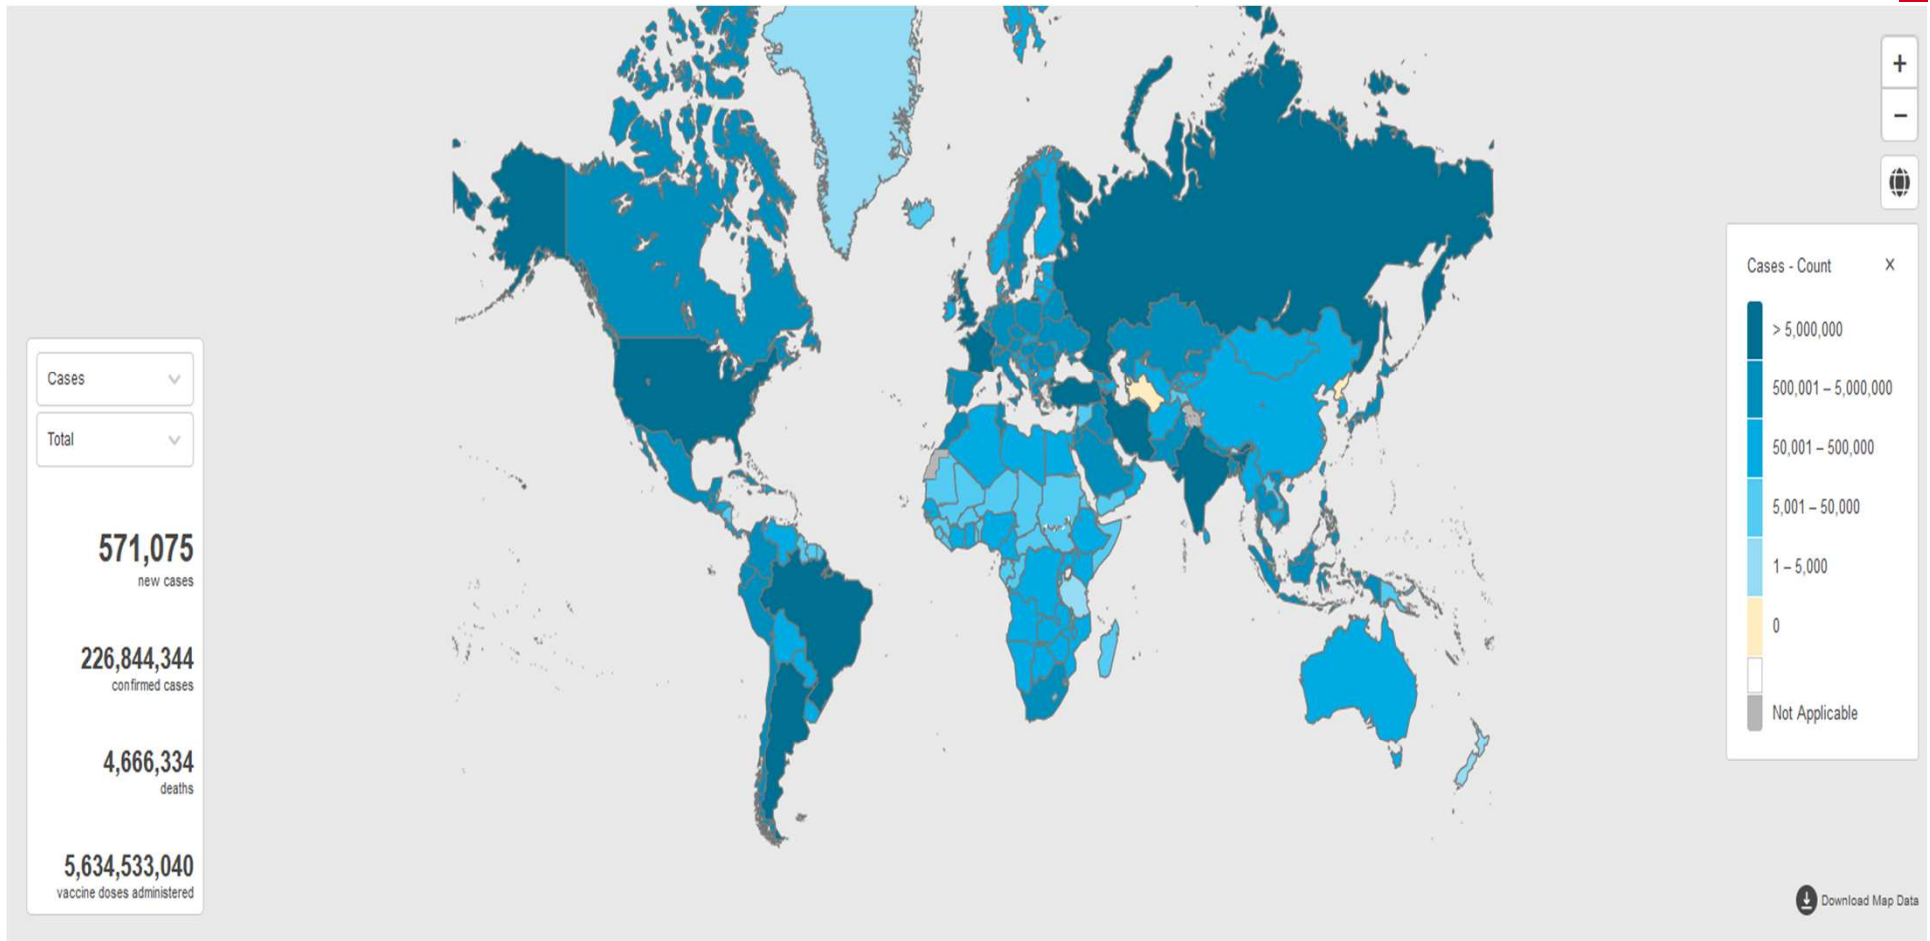 Cases
Total
571,075
new cases
226,844,344
confirmed cases
4,666,334
deaths
5,634,533,040
vaccine doses administered
+
−
Cases - Count X
> 5,000,000
500,001 – 5,000,000
50,001 – 500,000
5,001 – 50,000
1 – 5,000
0
Not Applicable
Download Map Data